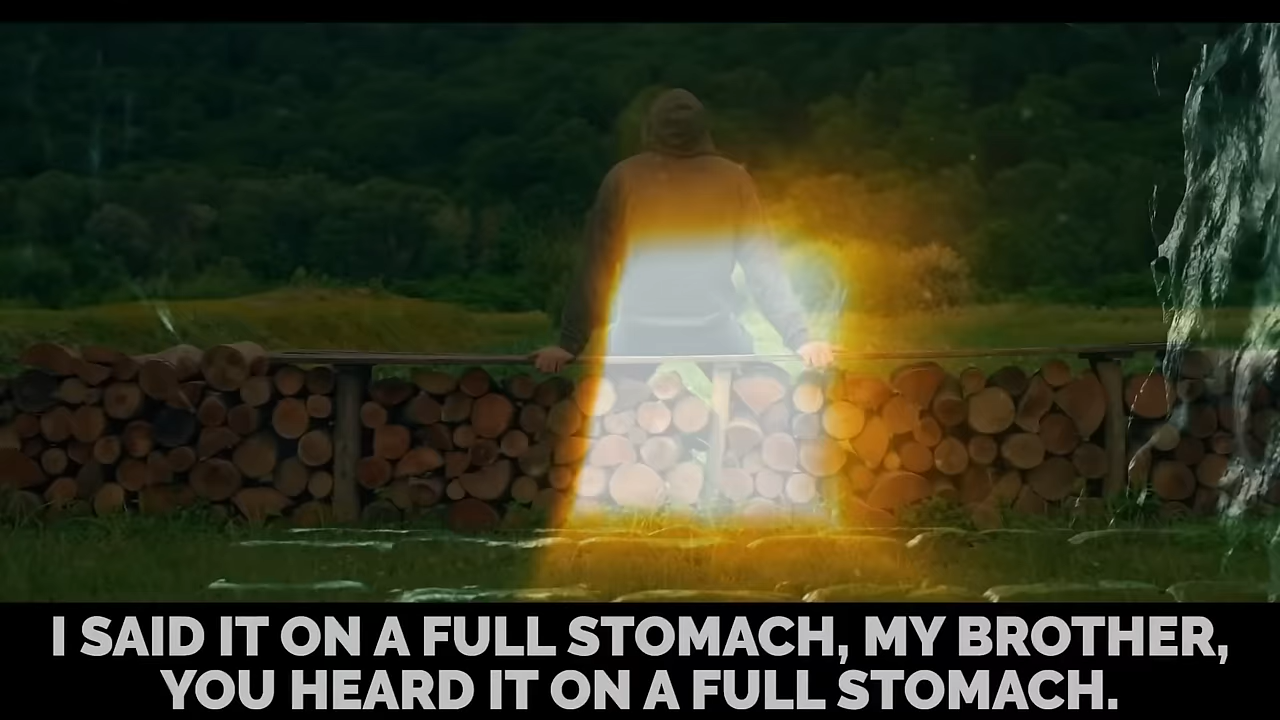 I SAID IT ON A FULL STOMACH, MY BROTHER,
YOU HEARD IT ON A FULL STOMACH.